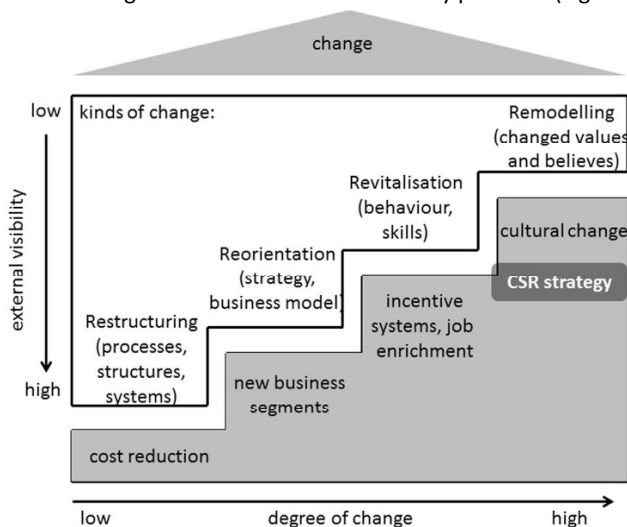 change
low
kinds of change:
Remodelling
(changed values
and believes)
Revitalisation
(behaviour,
skills)
cultural change
Reorientation
(strategy,
business model)
CSR strategy
external visibility
Restructuring
(processes,
structures,
systems)
incentive
systems, job
enrichment
high
new business
segments
cost reduction
low
degree of change
high